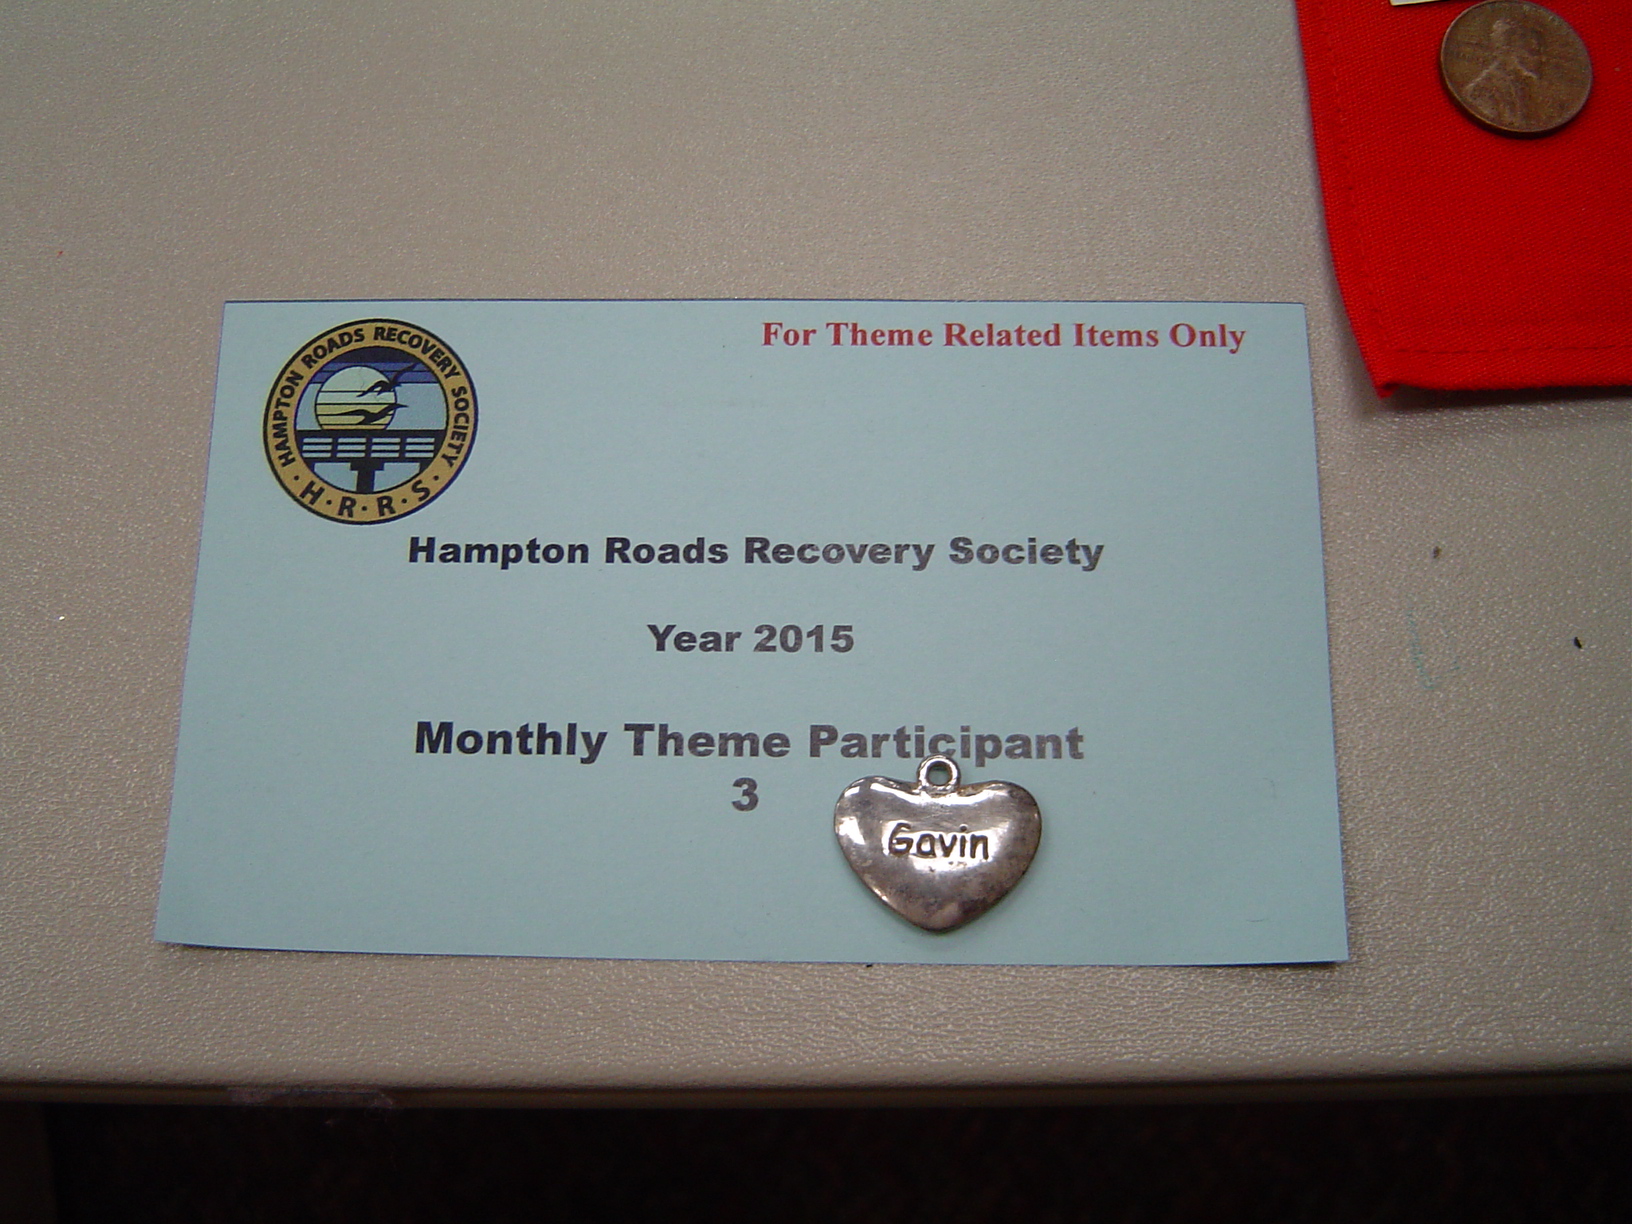 HAMPTON ROADS RECOVERY SOCIETY
H·R·R·S
For Theme Related Items Only
Hampton Roads Recovery Society
Year 2015
Monthly Theme Participant
3
Gavin